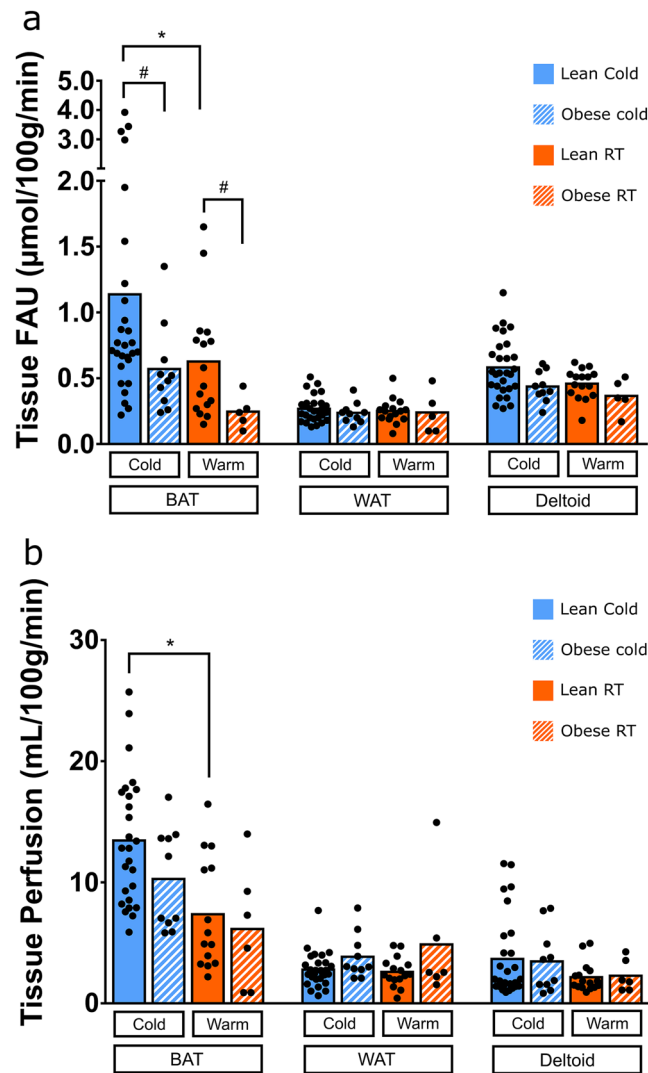 a
Tissue FAU (µmol/100g/min)
5.0
4.0
3.0
2.0
1.5
1.0
0.5
0.0
*
#
#
Lean Cold
Obese cold
Lean RT
Obese RT
Cold Warm Cold Warm Cold Warm
BAT WAT Deltoid
b
Tissue Perfusion (mL/100g/min)
30
20
10
0
*
Lean Cold
Obese cold
Lean RT
Obese RT
Cold Warm Cold Warm Cold Warm
BAT WAT Deltoid